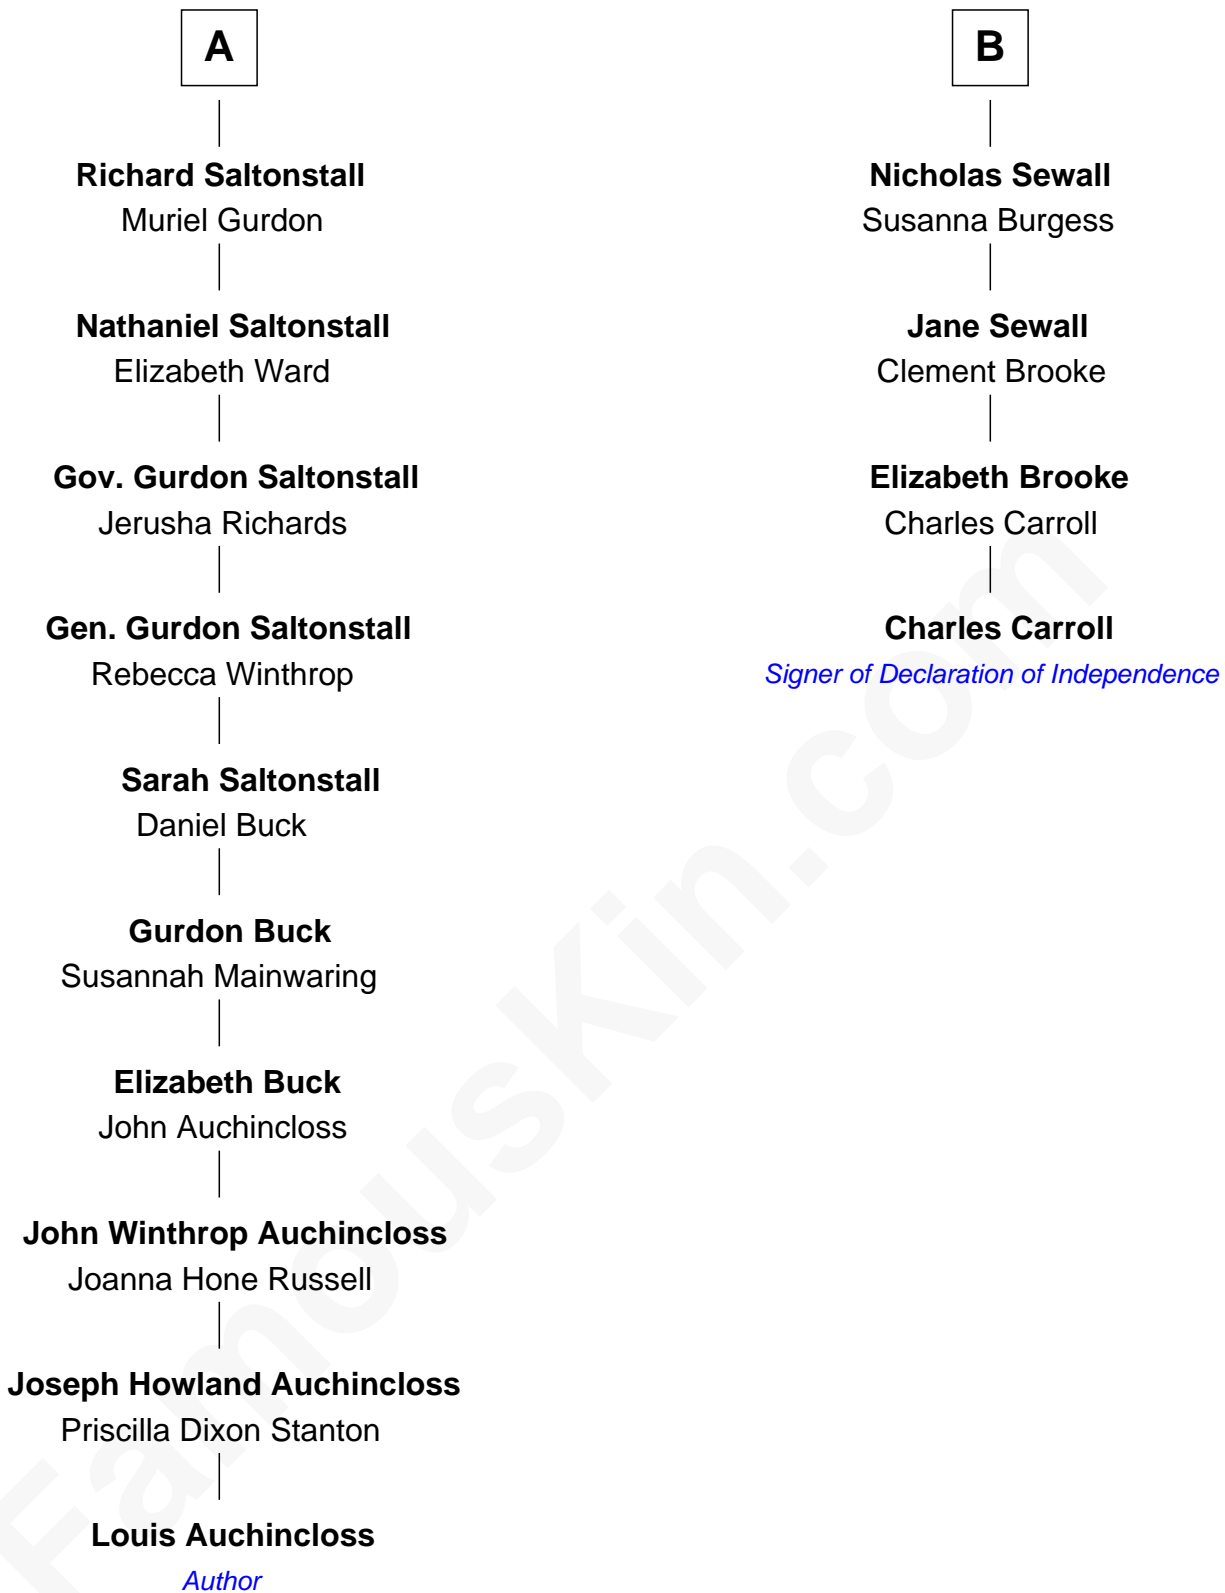 A
Richard Saltonstall
Muriel Gurdon
Nathaniel Saltonstall
Elizabeth Ward
Gov. Gurdon Saltonstall
Jerusha Richards
Gen. Gurdon Saltonstall
Rebecca Winthrop
Sarah Saltonstall
Daniel Buck
Gurdon Buck
Susannah Mainwaring
Elizabeth Buck
John Auchincloss
John Winthrop Auchincloss
Joanna Hone Russell
Joseph Howland Auchincloss
Priscilla Dixon Stanton
Louis Auchincloss
Author
B
Nicholas Sewall
Susanna Burgess
Jane Sewall
Clement Brooke
Elizabeth Brooke
Charles Carroll
Charles Carroll
Signer of Declaration of Independence
FamousKin.com